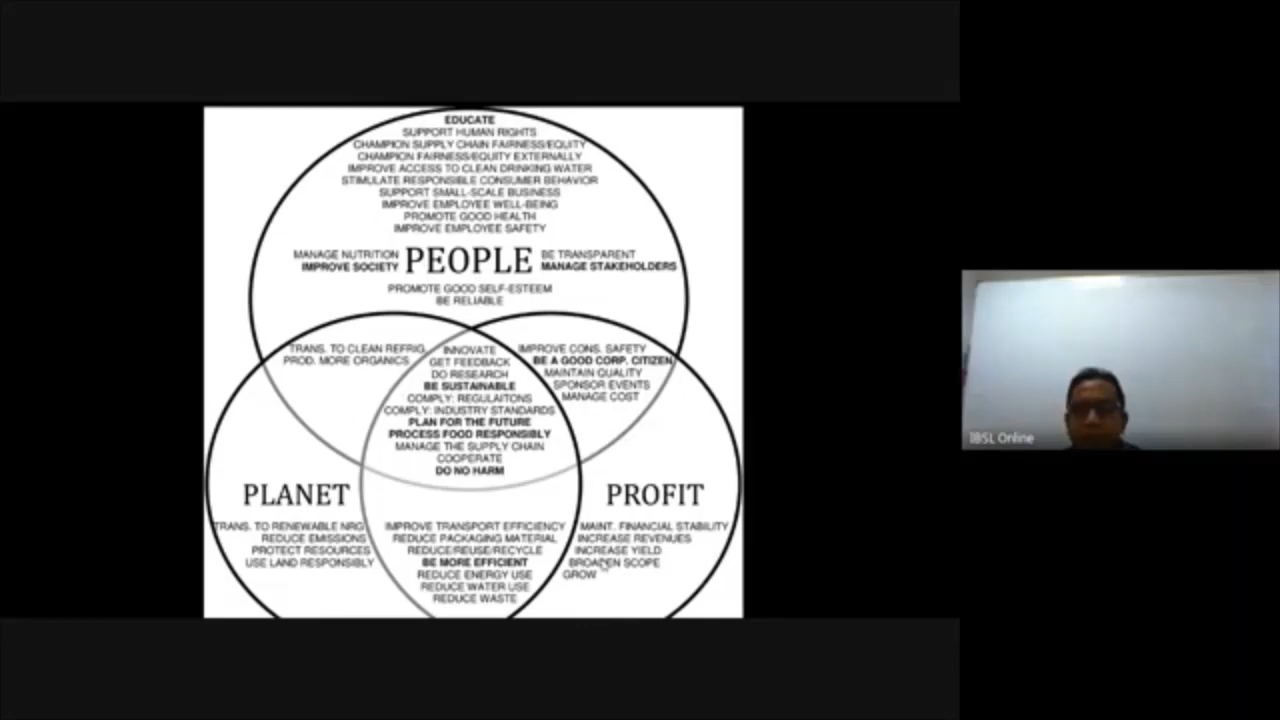 EDUCATE
SUPPORT HUMAN RIGHTS
CHAMPION SUPPLY CHAIN FAIRNESS/EQUITY
CHAMPION FAIRNESS/EQUITY EXTERNALLY
IMPROVE ACCESS TO CLEAN DRINKING WATER
STIMULATE RESPONSIBLE CONSUMER BEHAVIOR
SUPPORT SMALL-SCALE BUSINESS
IMPROVE EMPLOYEE WELL-BEING
PROMOTE GOOD HEALTH
IMPROVE EMPLOYEE SAFETY
MANAGE NUTRITION
IMPROVE SOCIETY
PEOPLE
BE TRANSPARENT
MANAGE STAKEHOLDERS
PROMOTE GOOD SELF-ESTEEM
BE RELIABLE
TRANS. TO CLEAN REFRIG.
PROD. MORE ORGANICS
INNOVATE
GET FEEDBACK
DO RESEARCH
BE SUSTAINABLE
COMPLY: REGULAITONS
COMPLY: INDUSTRY STANDARDS
PLAN FOR THE FUTURE
PROCESS FOOD RESPONSIBLY
MANAGE THE SUPPLY CHAIN
COOPERATE
DO NO HARM
IMPROVE CONS. SAFETY
BE A GOOD CORP. CITIZEN
MAINTAIN QUALITY
SPONSOR EVENTS
MANAGE COST
PLANET
TRANS. TO RENEWABLE NRG
REDUCE EMISSIONS
PROTECT RESOURCES
USE LAND RESPONSIBLY
IMPROVE TRANSPORT EFFICIENCY
REDUCE PACKAGING MATERIAL
REDUCE/REUSE/RECYCLE
BE MORE EFFICIENT
REDUCE ENERGY USE
REDUCE WATER USE
REDUCE WASTE
PROFIT
MAINT. FINANCIAL STABILITY
INCREASE REVENUES
INCREASE YIELD
BROADEN SCOPE
GROW
IBSL Online